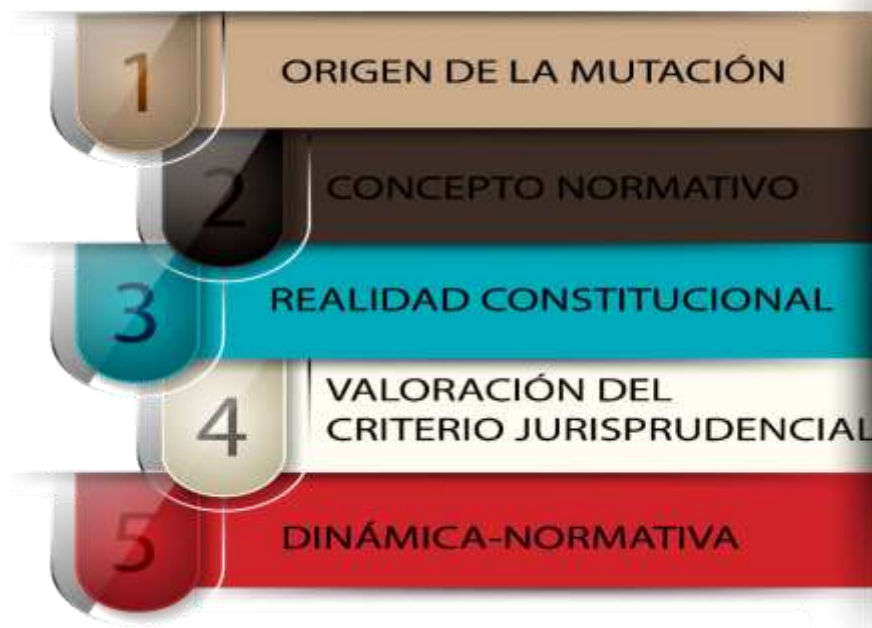 1
ORIGEN DE LA MUTACIÓN
2
CONCEPTO NORMATIVO
3
REALIDAD CONSTITUCIONAL
4
VALORACIÓN DEL
CRITERIO JURISPRUDENCIAL
5
DINÁMICA-NORMATIVA